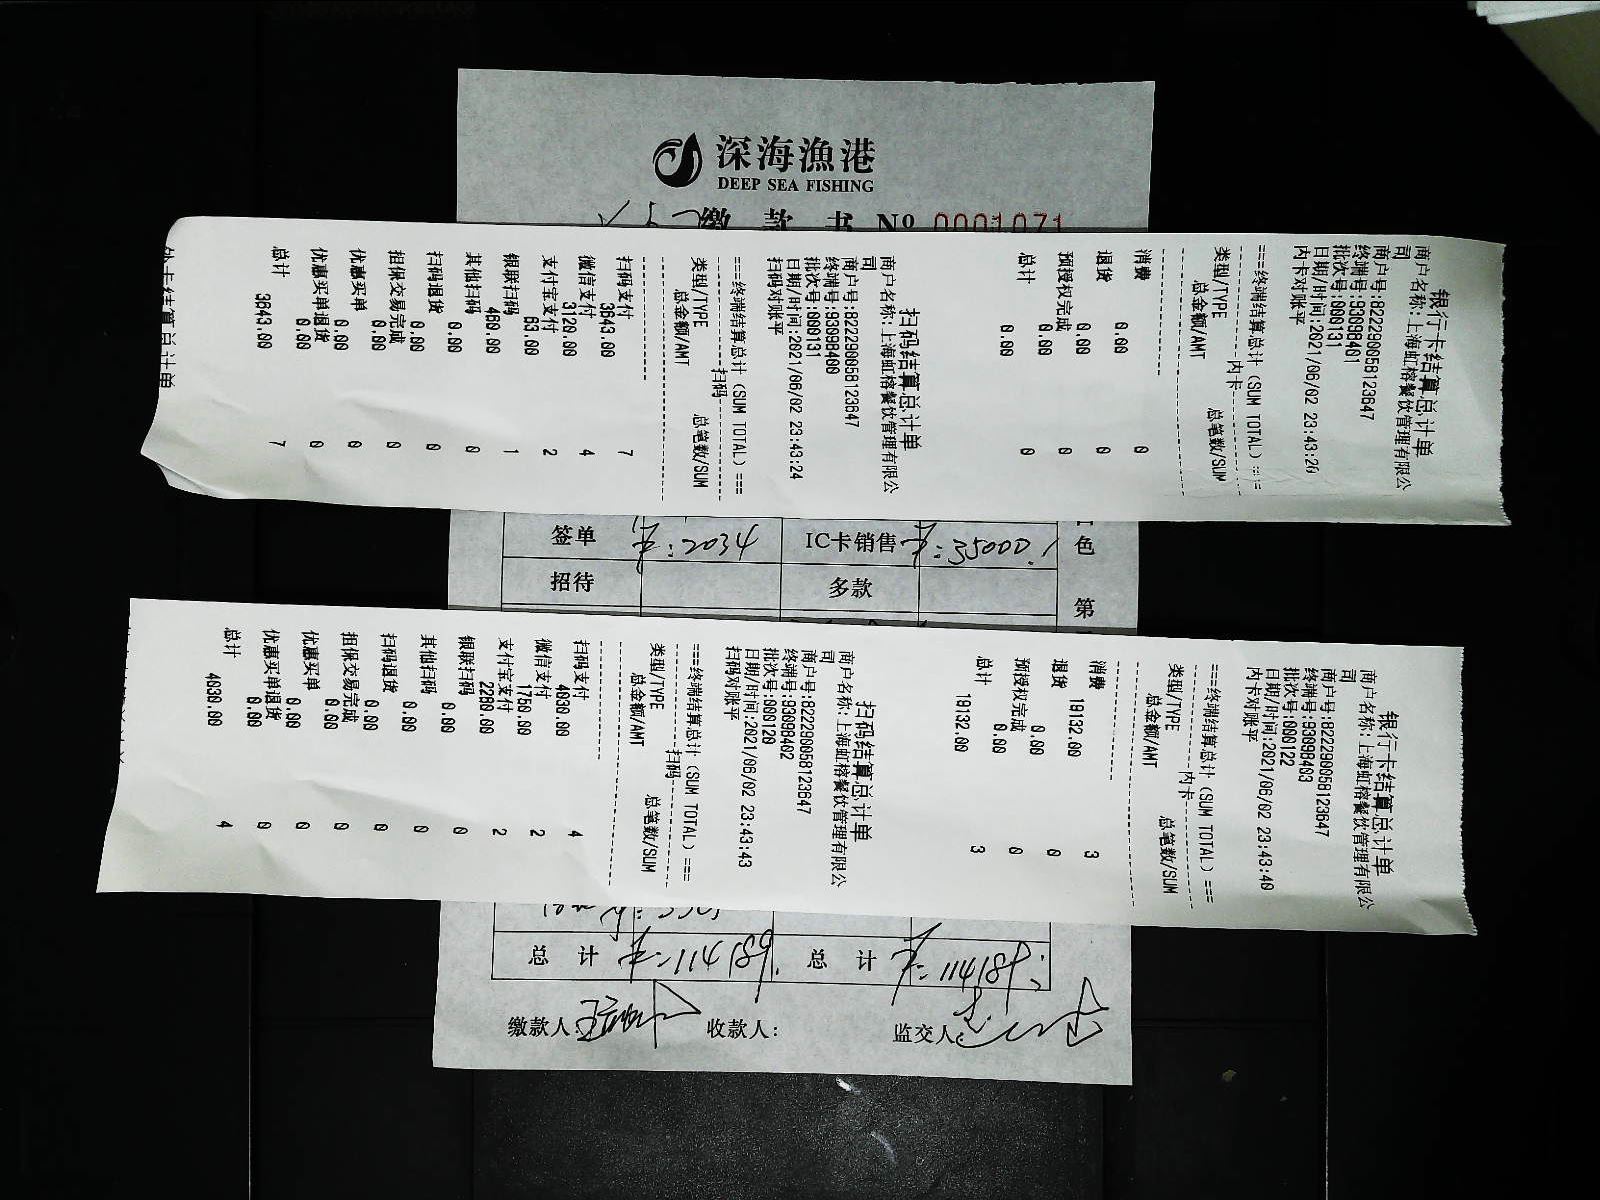 深海漁港
DEEP SEA FISHING
缴 款 书 Nº 0001071
银行卡结算总计单
商户名称:上海虹榕餐饮管理有限公
司
商户号:822290058123647
终端号:93098401
批次号:000131
日期/时间:2021/06/02 23:43:26
内卡对账平
===终端结算总计(SUM TOTAL)===
内卡
类型/TYPE 总笔数/SUM
总金额/AMT
消费 0
0.00
退货 0
0.00
预授权完成 0
0.00
总计 0
0.00
扫码结算总计单
商户名称:上海虹榕餐饮管理有限公
司
商户号:822290058123647
终端号:93098400
批次号:000131
日期/时间:2021/06/02 23:43:24
扫码对账平
===终端结算总计(SUM TOTAL)===
扫码
类型/TYPE 总笔数/SUM
总金额/AMT
扫码支付 7
3643.00
微信支付 4
3120.00
支付宝支付 2
63.00
银联扫码 1
460.00
其他扫码 0
0.00
扫码退货 0
0.00
担保交易完成 0
0.00
优惠买单 0
0.00
优惠买单退货 0
0.00
总计 7
3643.00
外卡结算总计单
签单 2034 IC卡销售 35000 色
招待 多款 第
银行卡结算总计单
商户名称:上海虹榕餐饮管理有限公
司
商户号:822290058123647
终端号:93098403
批次号:000122
日期/时间:2021/06/02 23:43:40
内卡对账平
===终端结算总计(SUM TOTAL)===
内卡
类型/TYPE 总笔数/SUM
总金额/AMT
消费 3
18132.00
退货 0
0.00
预授权完成 0
0.00
总计 3
18132.00
扫码结算总计单
商户名称:上海虹榕餐饮管理有限公
司
商户号:822290058123647
终端号:93098402
批次号:000120
日期/时间:2021/06/02 23:43:43
扫码对账平
===终端结算总计(SUM TOTAL)===
扫码
类型/TYPE 总笔数/SUM
总金额/AMT
扫码支付 4
4038.00
微信支付 2
1758.00
支付宝支付 2
2280.00
银联扫码 0
0.00
其他扫码 0
0.00
扫码退货 0
0.00
担保交易完成 0
0.00
优惠买单 0
0.00
优惠买单退货 0
0.00
总计 4
4038.00
总 计 总 计
缴款人: 收款人: 监交人: